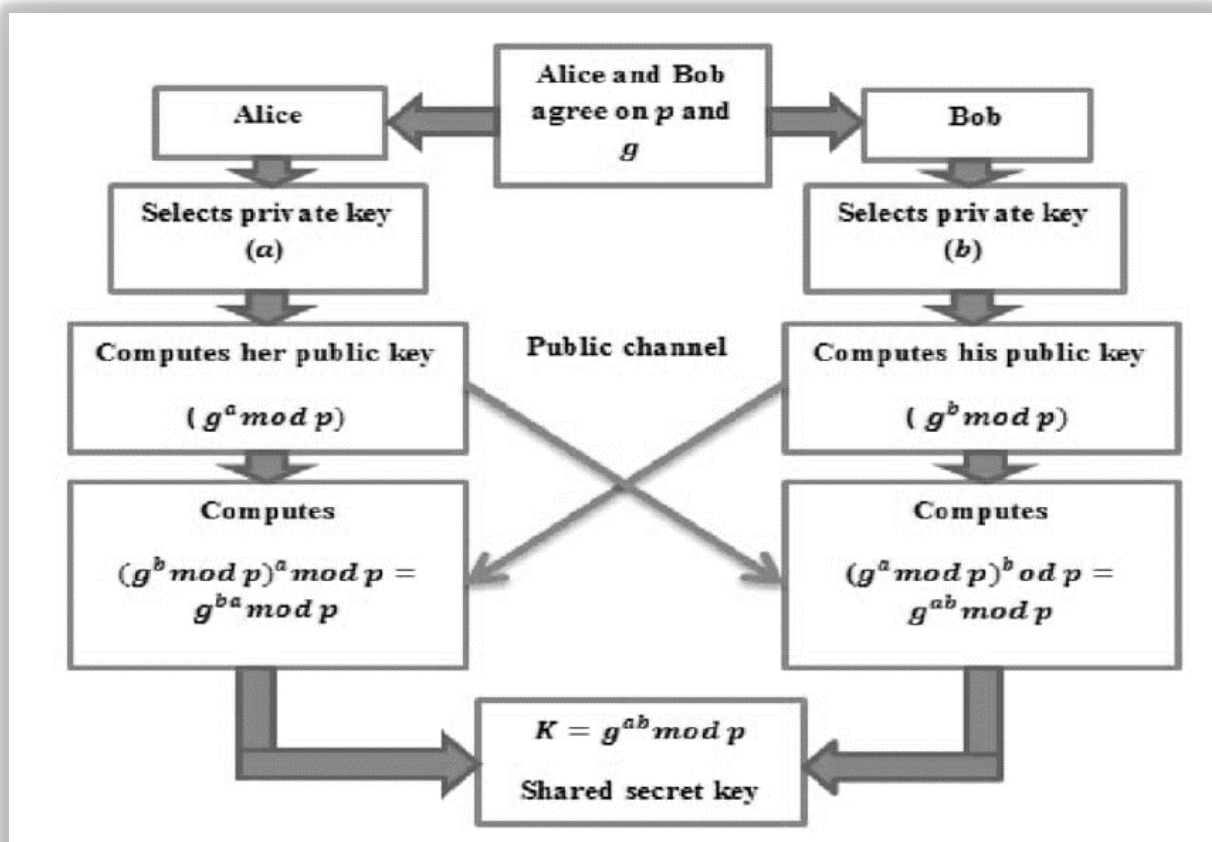 Alice and Bob
agree on p and
g
Alice
Bob
Selects private key
(a)
Selects private key
(b)
Computes her public key
( g^a mod p)
Public channel
Computes his public key
( g^b mod p)
Computes
(g^b mod p)^a mod p =
g^{ba} mod p
Computes
(g^a mod p)^b od p =
g^{ab} mod p
K = g^{ab} mod p
Shared secret key